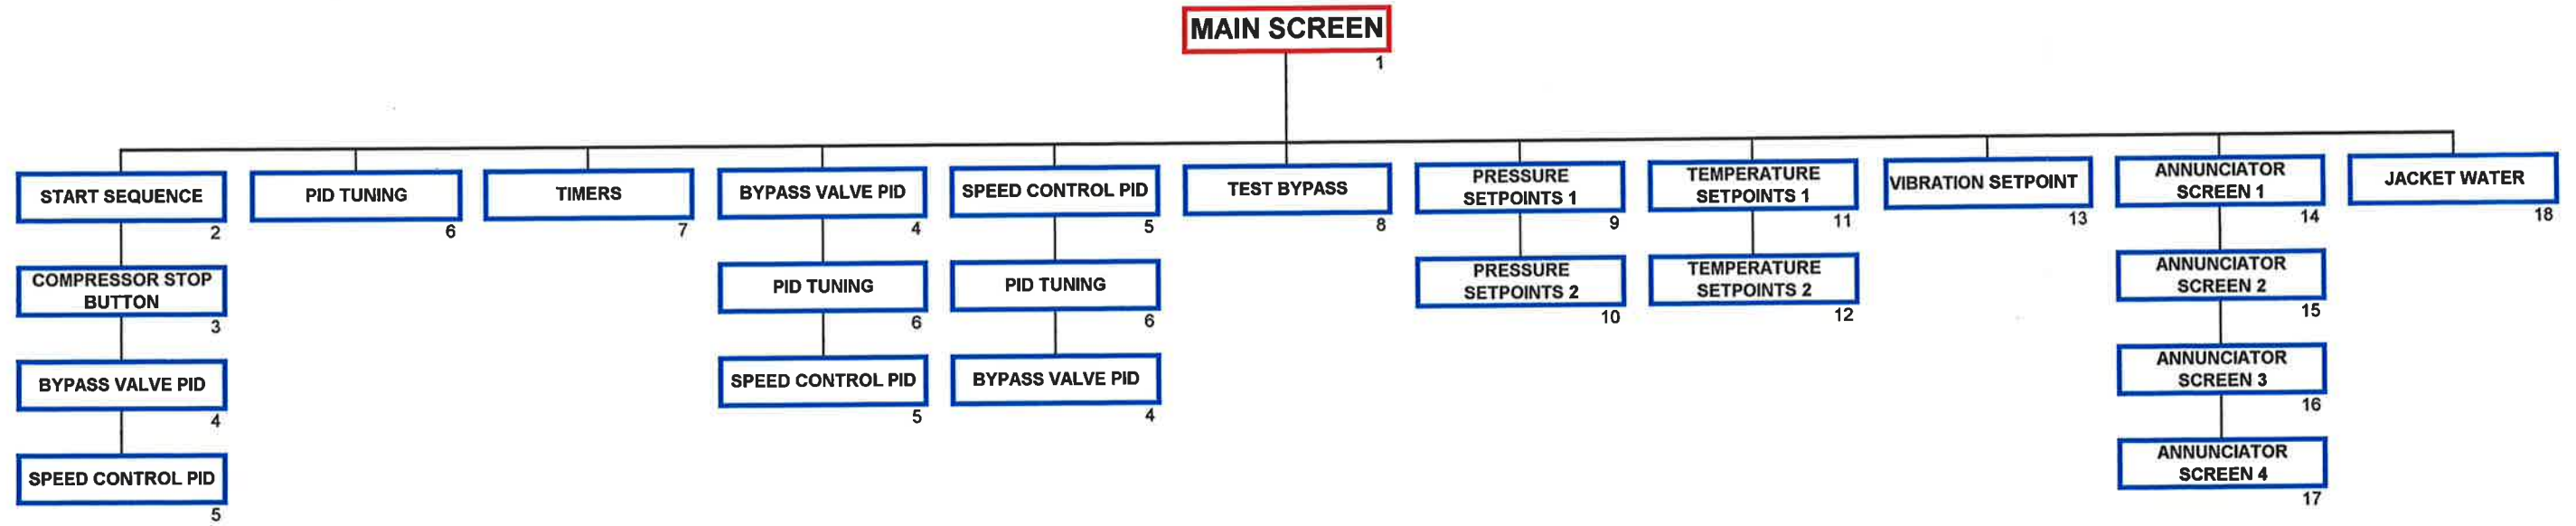 MAIN SCREEN
1
START SEQUENCE
2
COMPRESSOR STOP
BUTTON
3
BYPASS VALVE PID
4
SPEED CONTROL PID
5
PID TUNING
6
TIMERS
7
BYPASS VALVE PID
4
PID TUNING
6
SPEED CONTROL PID
5
SPEED CONTROL PID
5
PID TUNING
6
BYPASS VALVE PID
4
TEST BYPASS
8
PRESSURE
SETPOINTS 1
9
PRESSURE
SETPOINTS 2
10
TEMPERATURE
SETPOINTS 1
11
TEMPERATURE
SETPOINTS 2
12
VIBRATION SETPOINT
13
ANNUNCIATOR
SCREEN 1
14
ANNUNCIATOR
SCREEN 2
15
ANNUNCIATOR
SCREEN 3
16
ANNUNCIATOR
SCREEN 4
17
JACKET WATER
18